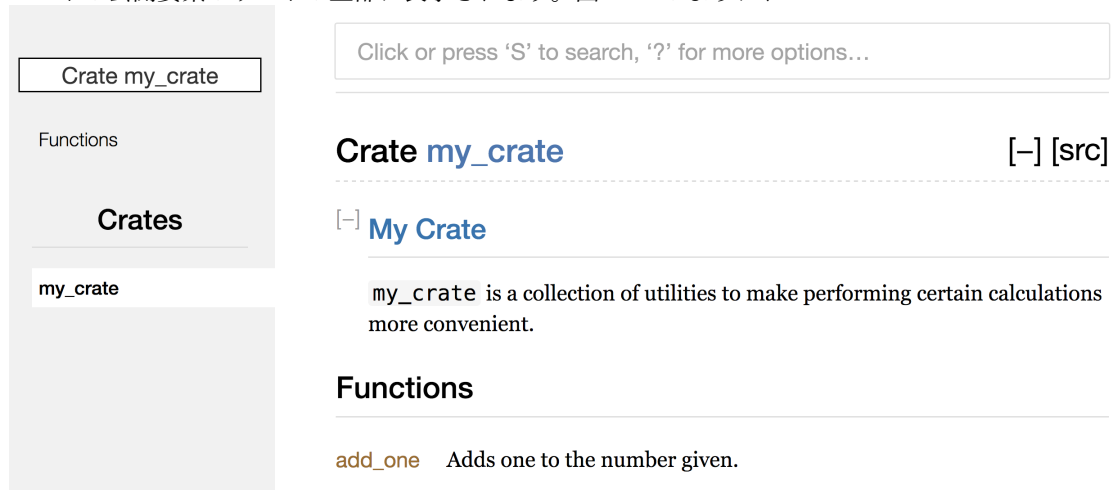 Click or press ‘S’ to search, ‘?’ for more options…
Crate my_crate
Functions
Crates
my_crate
Crate my_crate
[−] [src]
[−] My Crate
my_crate is a collection of utilities to make performing certain calculations
more convenient.
Functions
add_one Adds one to the number given.